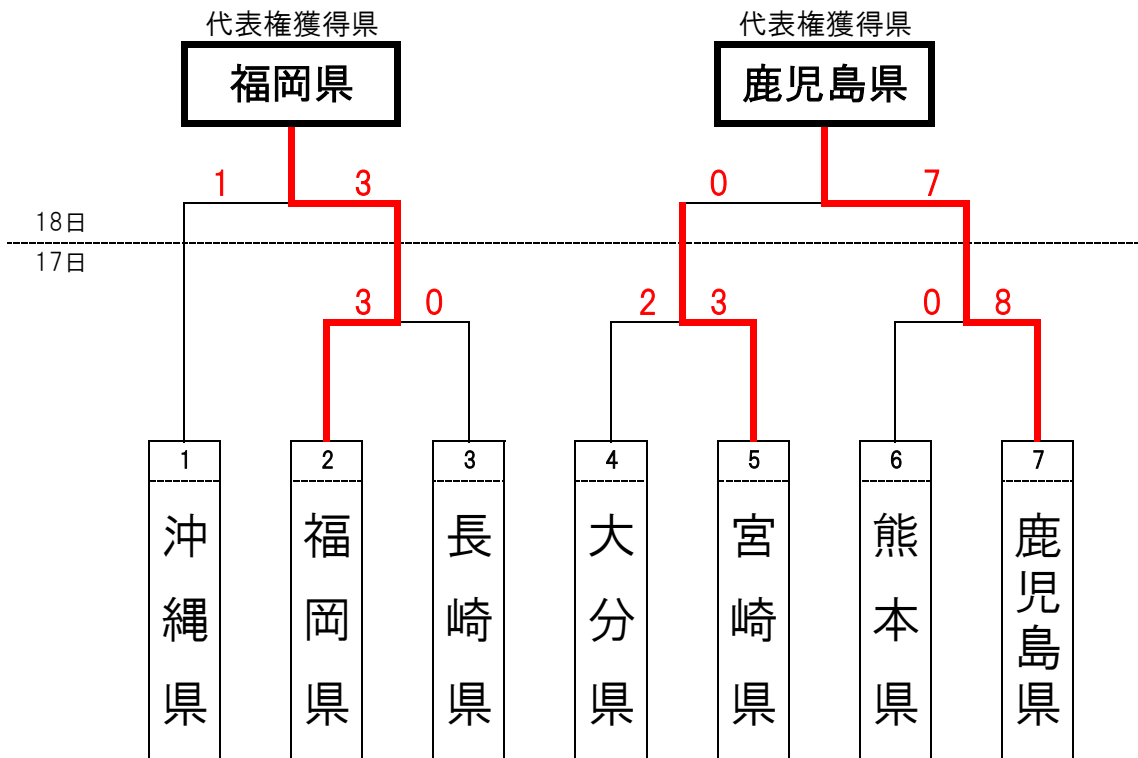 代表権獲得県 代表権獲得県
福岡県 鹿児島県
1 3 0 7
18日
17日
3 0 2 3 0 8
1 2 3 4 5 6 7
沖縄県
福岡県
長崎県
大分県
宮崎県
熊本県
鹿児島県